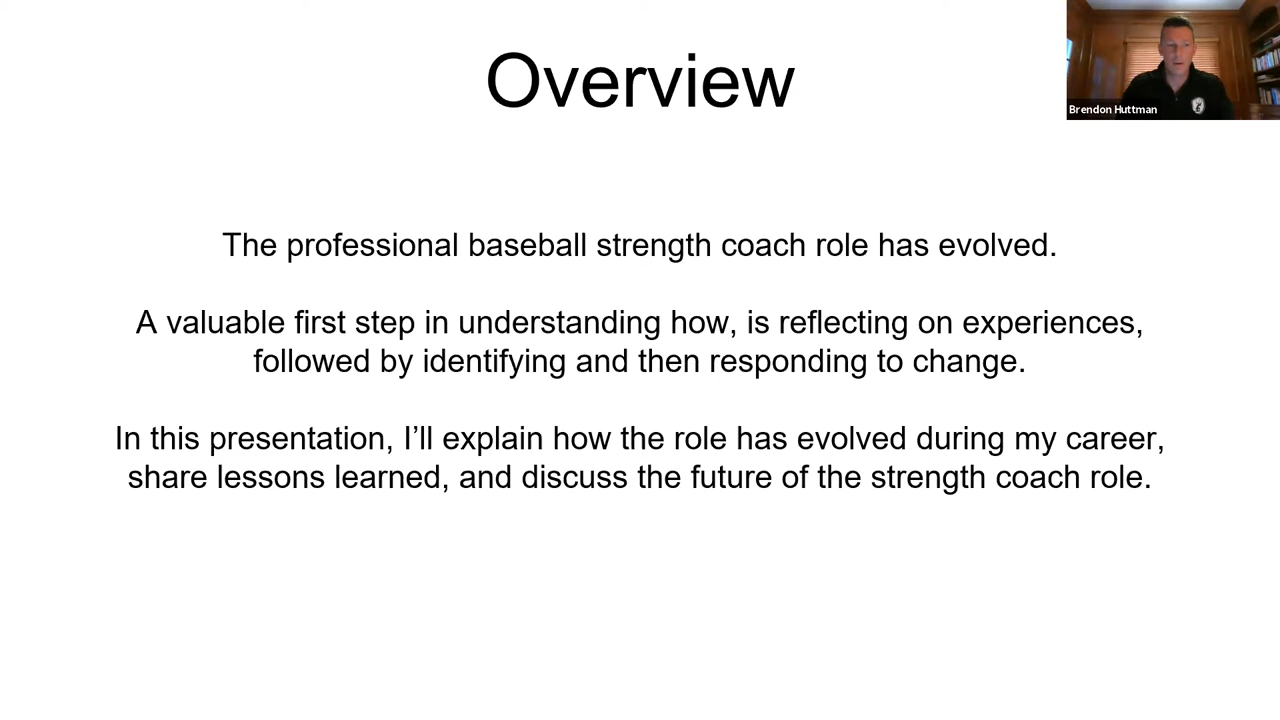 Overview
Brendon Huttman
The professional baseball strength coach role has evolved.
A valuable first step in understanding how, is reflecting on experiences,
followed by identifying and then responding to change.
In this presentation, I’ll explain how the role has evolved during my career,
share lessons learned, and discuss the future of the strength coach role.